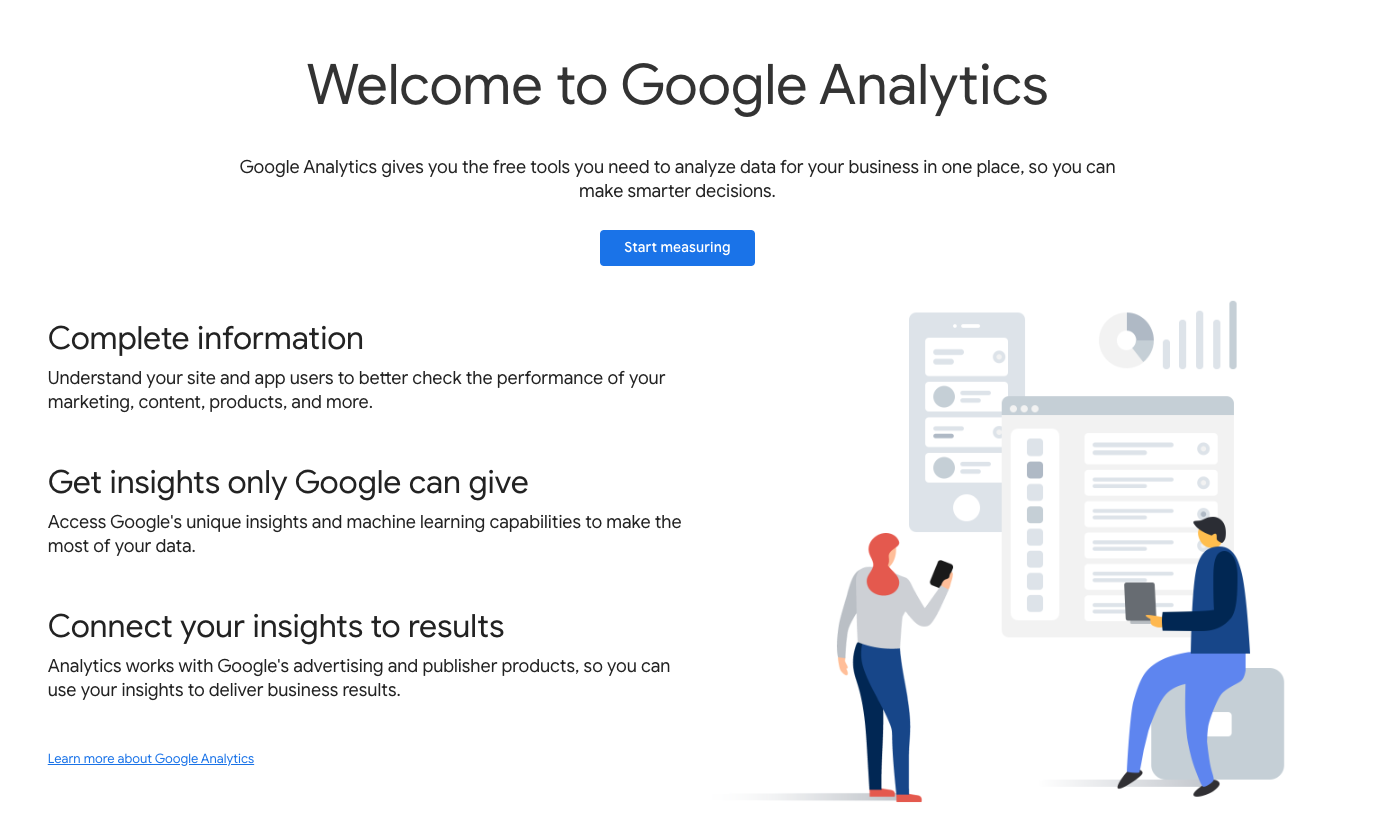 Welcome to Google Analytics
Google Analytics gives you the free tools you need to analyze data for your business in one place, so you can
make smarter decisions.
Start measuring
Complete information
Understand your site and app users to better check the performance of your
marketing, content, products, and more.
Get insights only Google can give
Access Google's unique insights and machine learning capabilities to make the
most of your data.
Connect your insights to results
Analytics works with Google's advertising and publisher products, so you can
use your insights to deliver business results.
Learn more about Google Analytics